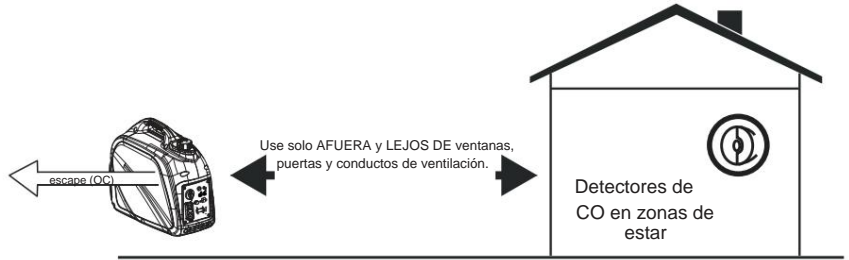 Use solo AFUERA y LEJOS DE ventanas,
puertas y conductos de ventilación.
escape (OC)
Detectores de
CO en zonas de
estar